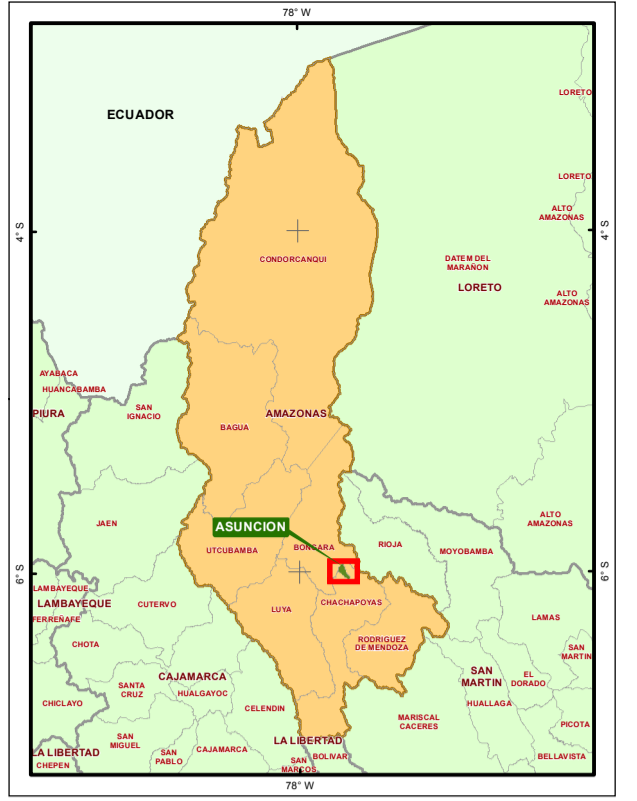 78° W
ECUADOR
LORETO
LORETO
ALTO
AMAZONAS
4° S
4° S
CONDORCANQUI
DATEM DEL
MARAÑON
LORETO
ALTO
AMAZONAS
AYABACA
HUANCABAMBA
PIURA
SAN
IGNACIO
AMAZONAS
BAGUA
JAEN
ASUNCION
ALTO
AMAZONAS
UTCUBAMBA
BONGARA
RIOJA
MOYOBAMBA
6° S
6° S
LAMBAYEQUE
LAMBAYEQUE
FERREÑAFE
CUTERVO
LUYA
CHACHAPOYAS
LAMAS
CHOTA
RODRIGUEZ
DE MENDOZA
SAN
MARTIN
CAJAMARCA
SANTA
CRUZ
HUALGAYOC
SAN
MARTIN
EL
DORADO
CHICLAYO
CELENDIN
HUALLAGA
MARISCAL
CACERES
PICOTA
SAN
MIGUEL
LA LIBERTAD
LA LIBERTAD
CHEPEN
SAN
PABLO
CAJAMARCA
SAN
MARCOS
BOLIVAR
BELLAVISTA
78° W